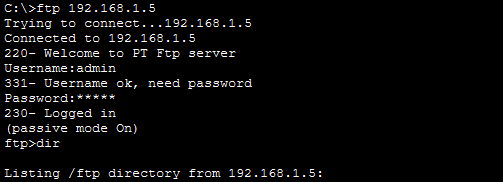 C:\>ftp 192.168.1.5
Trying to connect...192.168.1.5
Connected to 192.168.1.5
220- Welcome to PT Ftp server
Username:admin
331- Username ok, need password
Password:*****
230- Logged in
(passive mode On)
ftp>dir
Listing /ftp directory from 192.168.1.5: